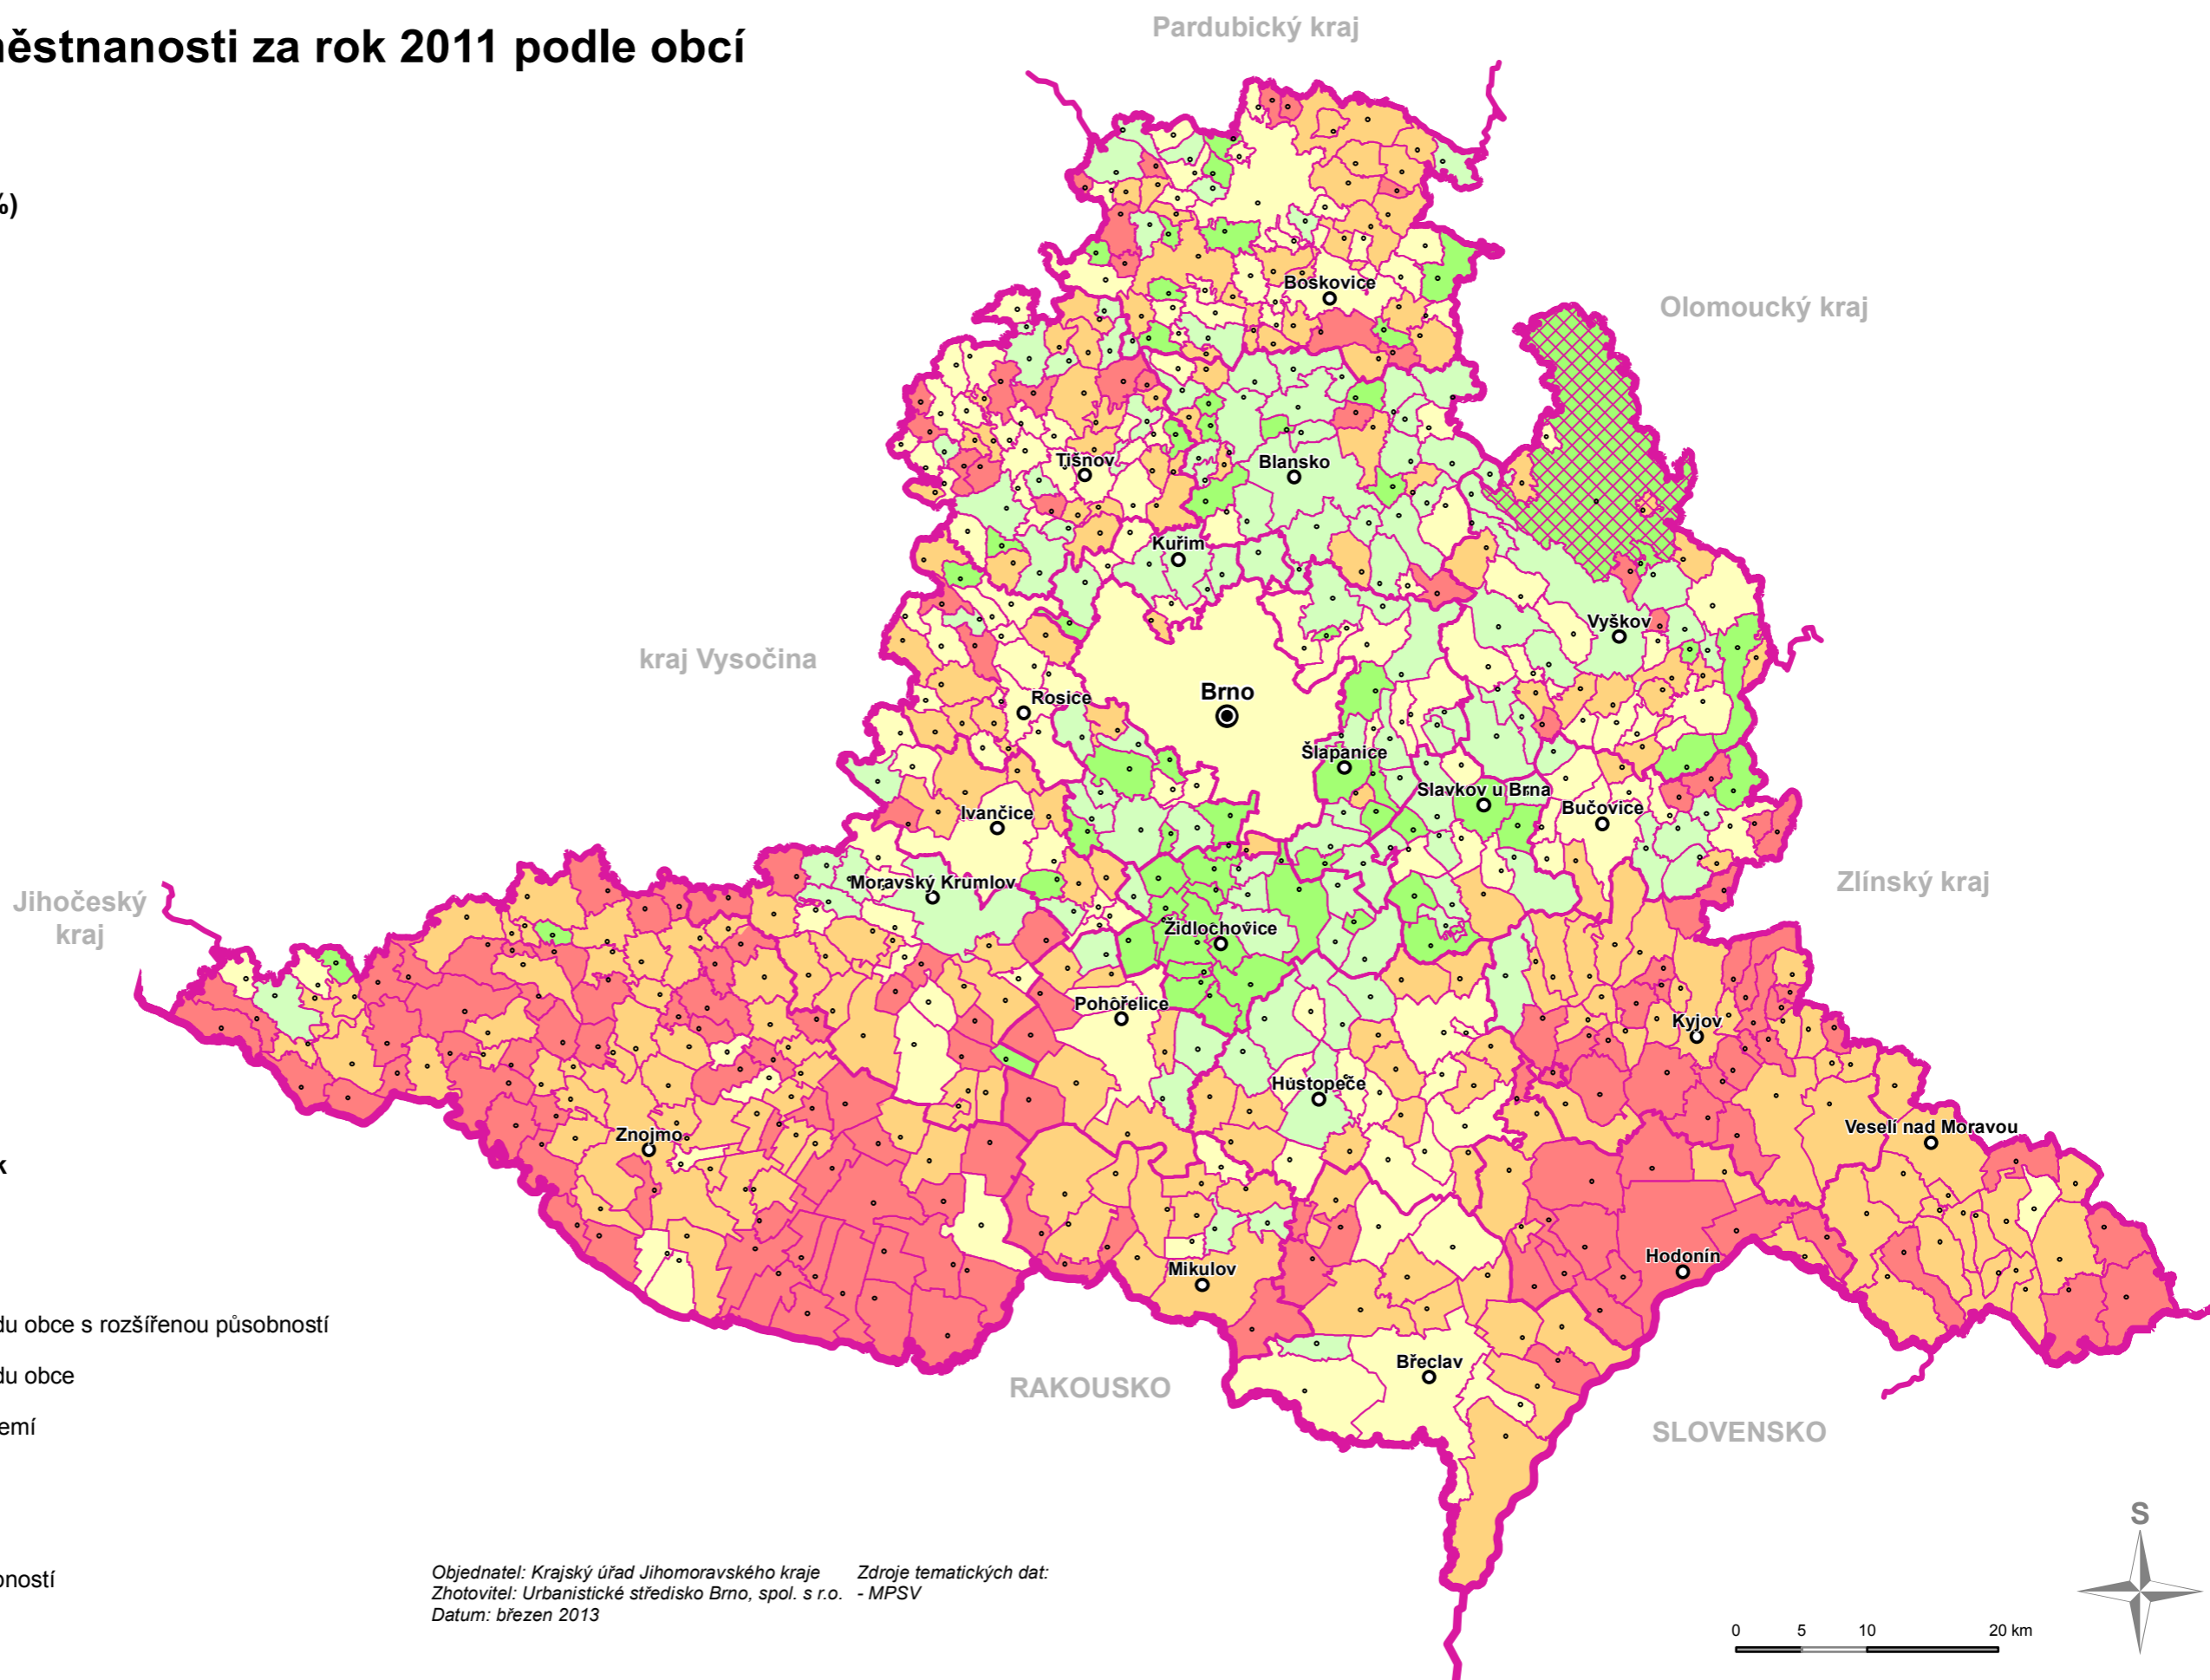 Pardubický kraj
městnanosti za rok 2011 podle obcí
%)
Olomoucký kraj
Boskovice
Tišnov
Blansko
Kuřim
Vyškov
kraj Vysočina
Rosice
Brno
Šlapanice
Slavkov u Brna
Bučovice
Ivančice
Moravský Krumlov
Zlínský kraj
Jihočeský
kraj
Židlochovice
Pohořelice
Kyjov
Hustopeče
Znojmo
Veselí nad Moravou
k
Hodonín
Mikulov
du obce s rozšířenou působností
Břeclav
du obce
RAKOUSKO
emí
SLOVENSKO
S
Objednatel: Krajský úřad Jihomoravského kraje Zdroje tematických dat:
Zhotovitel: Urbanistické středisko Brno, spol. s r.o. - MPSV
Datum: březen 2013
ností
0 5 10 20 km